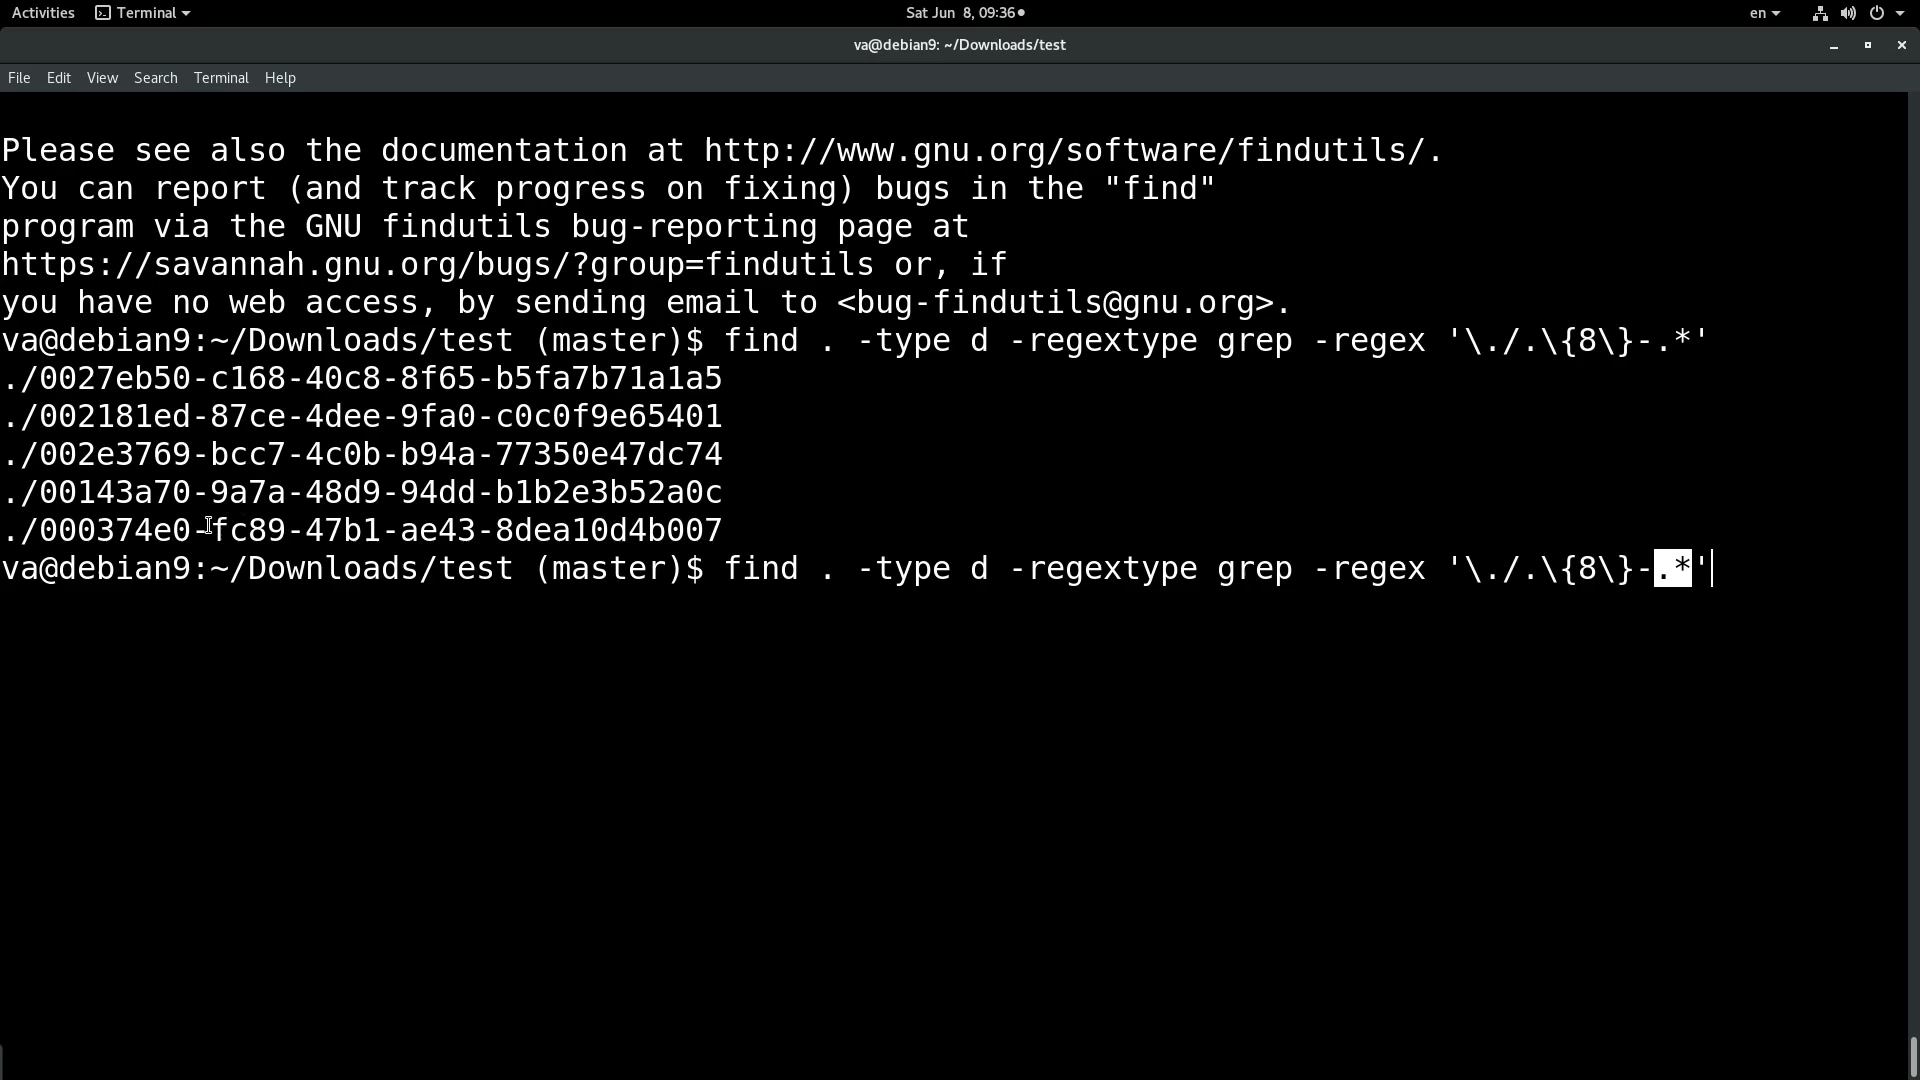 Activities Terminal Sat Jun 8, 09:36 en
va@debian9: ~/Downloads/test
File Edit View Search Terminal Help
Please see also the documentation at http://www.gnu.org/software/findutils/.
You can report (and track progress on fixing) bugs in the "find"
program via the GNU findutils bug-reporting page at
https://savannah.gnu.org/bugs/?group=findutils or, if
you have no web access, by sending email to <bug-findutils@gnu.org>.
va@debian9:~/Downloads/test (master)$ find . -type d -regextype grep -regex '\./.\{8\}-.*'
./0027eb50-c168-40c8-8f65-b5fa7b71a1a5
./002181ed-87ce-4dee-9fa0-c0c0f9e65401
./002e3769-bcc7-4c0b-b94a-77350e47dc74
./00143a70-9a7a-48d9-94dd-b1b2e3b52a0c
./000374e0-fc89-47b1-ae43-8dea10d4b007
va@debian9:~/Downloads/test (master)$ find . -type d -regextype grep -regex '\./.\{8\}-.*'